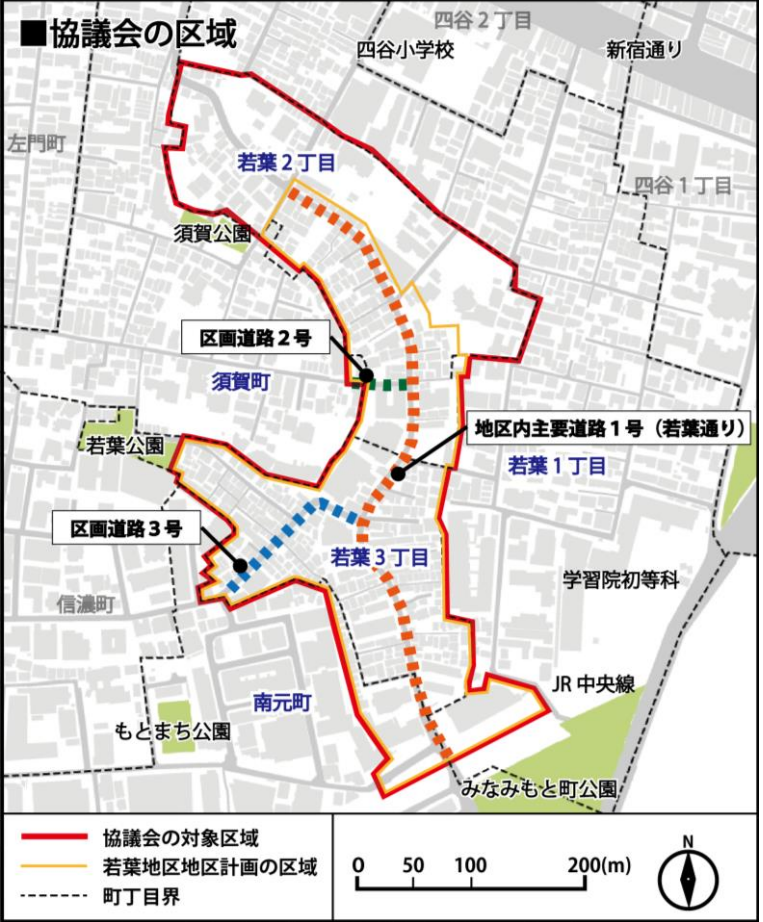 ■協議会の区域
四谷2丁目
四谷小学校
新宿通り
左門町
若葉2丁目
四谷1丁目
須賀公園
区画道路2号
須賀町
地区内主要道路1号（若葉通り）
若葉公園
若葉1丁目
区画道路3号
若葉3丁目
学習院初等科
信濃町
JR中央線
南元町
もとまち公園
みなみもと町公園
協議会の対象区域
若葉地区地区計画の区域
町丁目界
0 50 100 200(m)
N